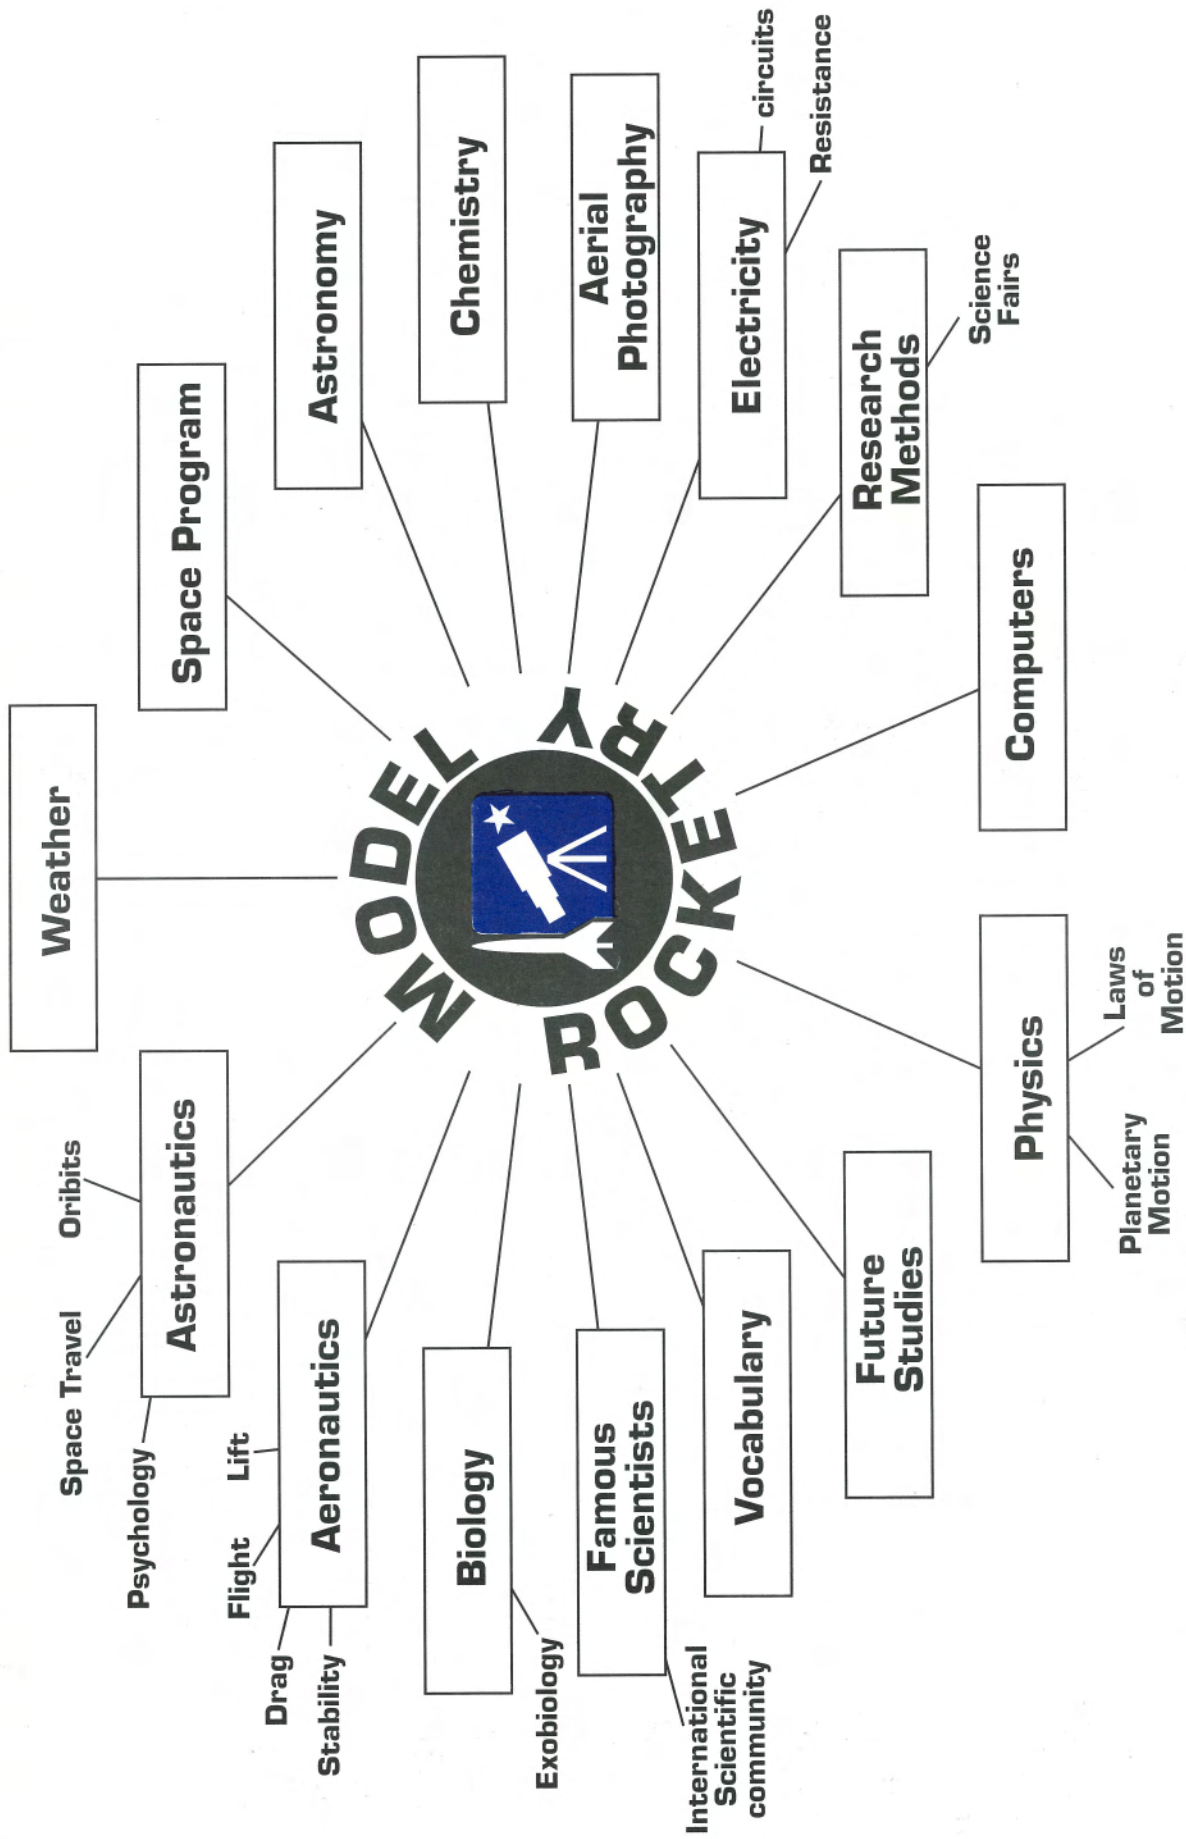 Weather
Oribits
Space Travel
Astronautics
Psychology
Space Program
Lift
Flight
Aeronautics
Drag
Stability
Astronomy
Biology
Exobiology
Chemistry
MODEL
ROCKETRY
Famous
Scientists
International
Scientific
community
Aerial
Photography
Vocabulary
Electricity
circuits
Resistance
Future
Studies
Research
Methods
Science
Fairs
Physics
Planetary
Motion
Laws
of
Motion
Computers